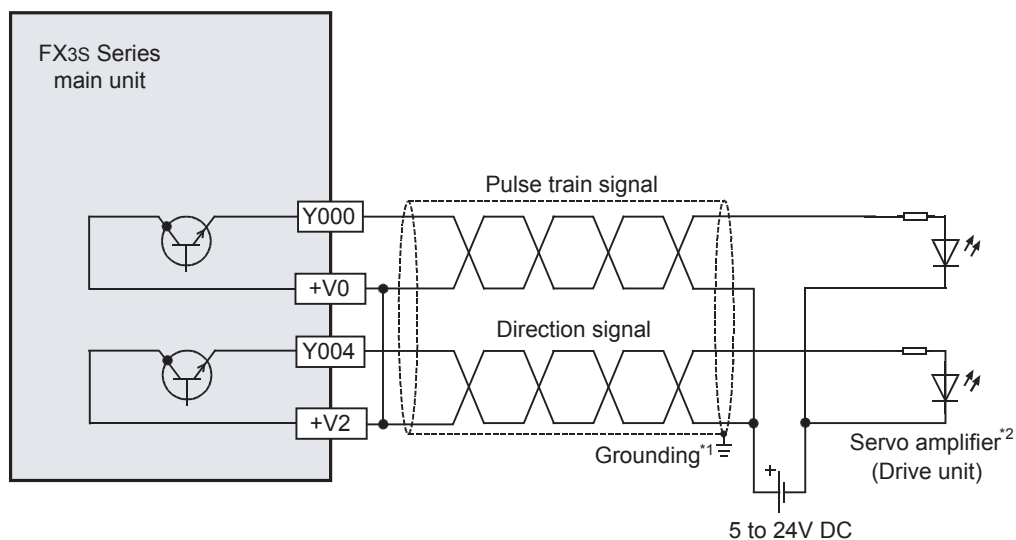 FX3S Series
main unit
Pulse train signal
Y000
+V0
Direction signal
Y004
+V2
Grounding*1
Servo amplifier*2
(Drive unit)
+
5 to 24V DC